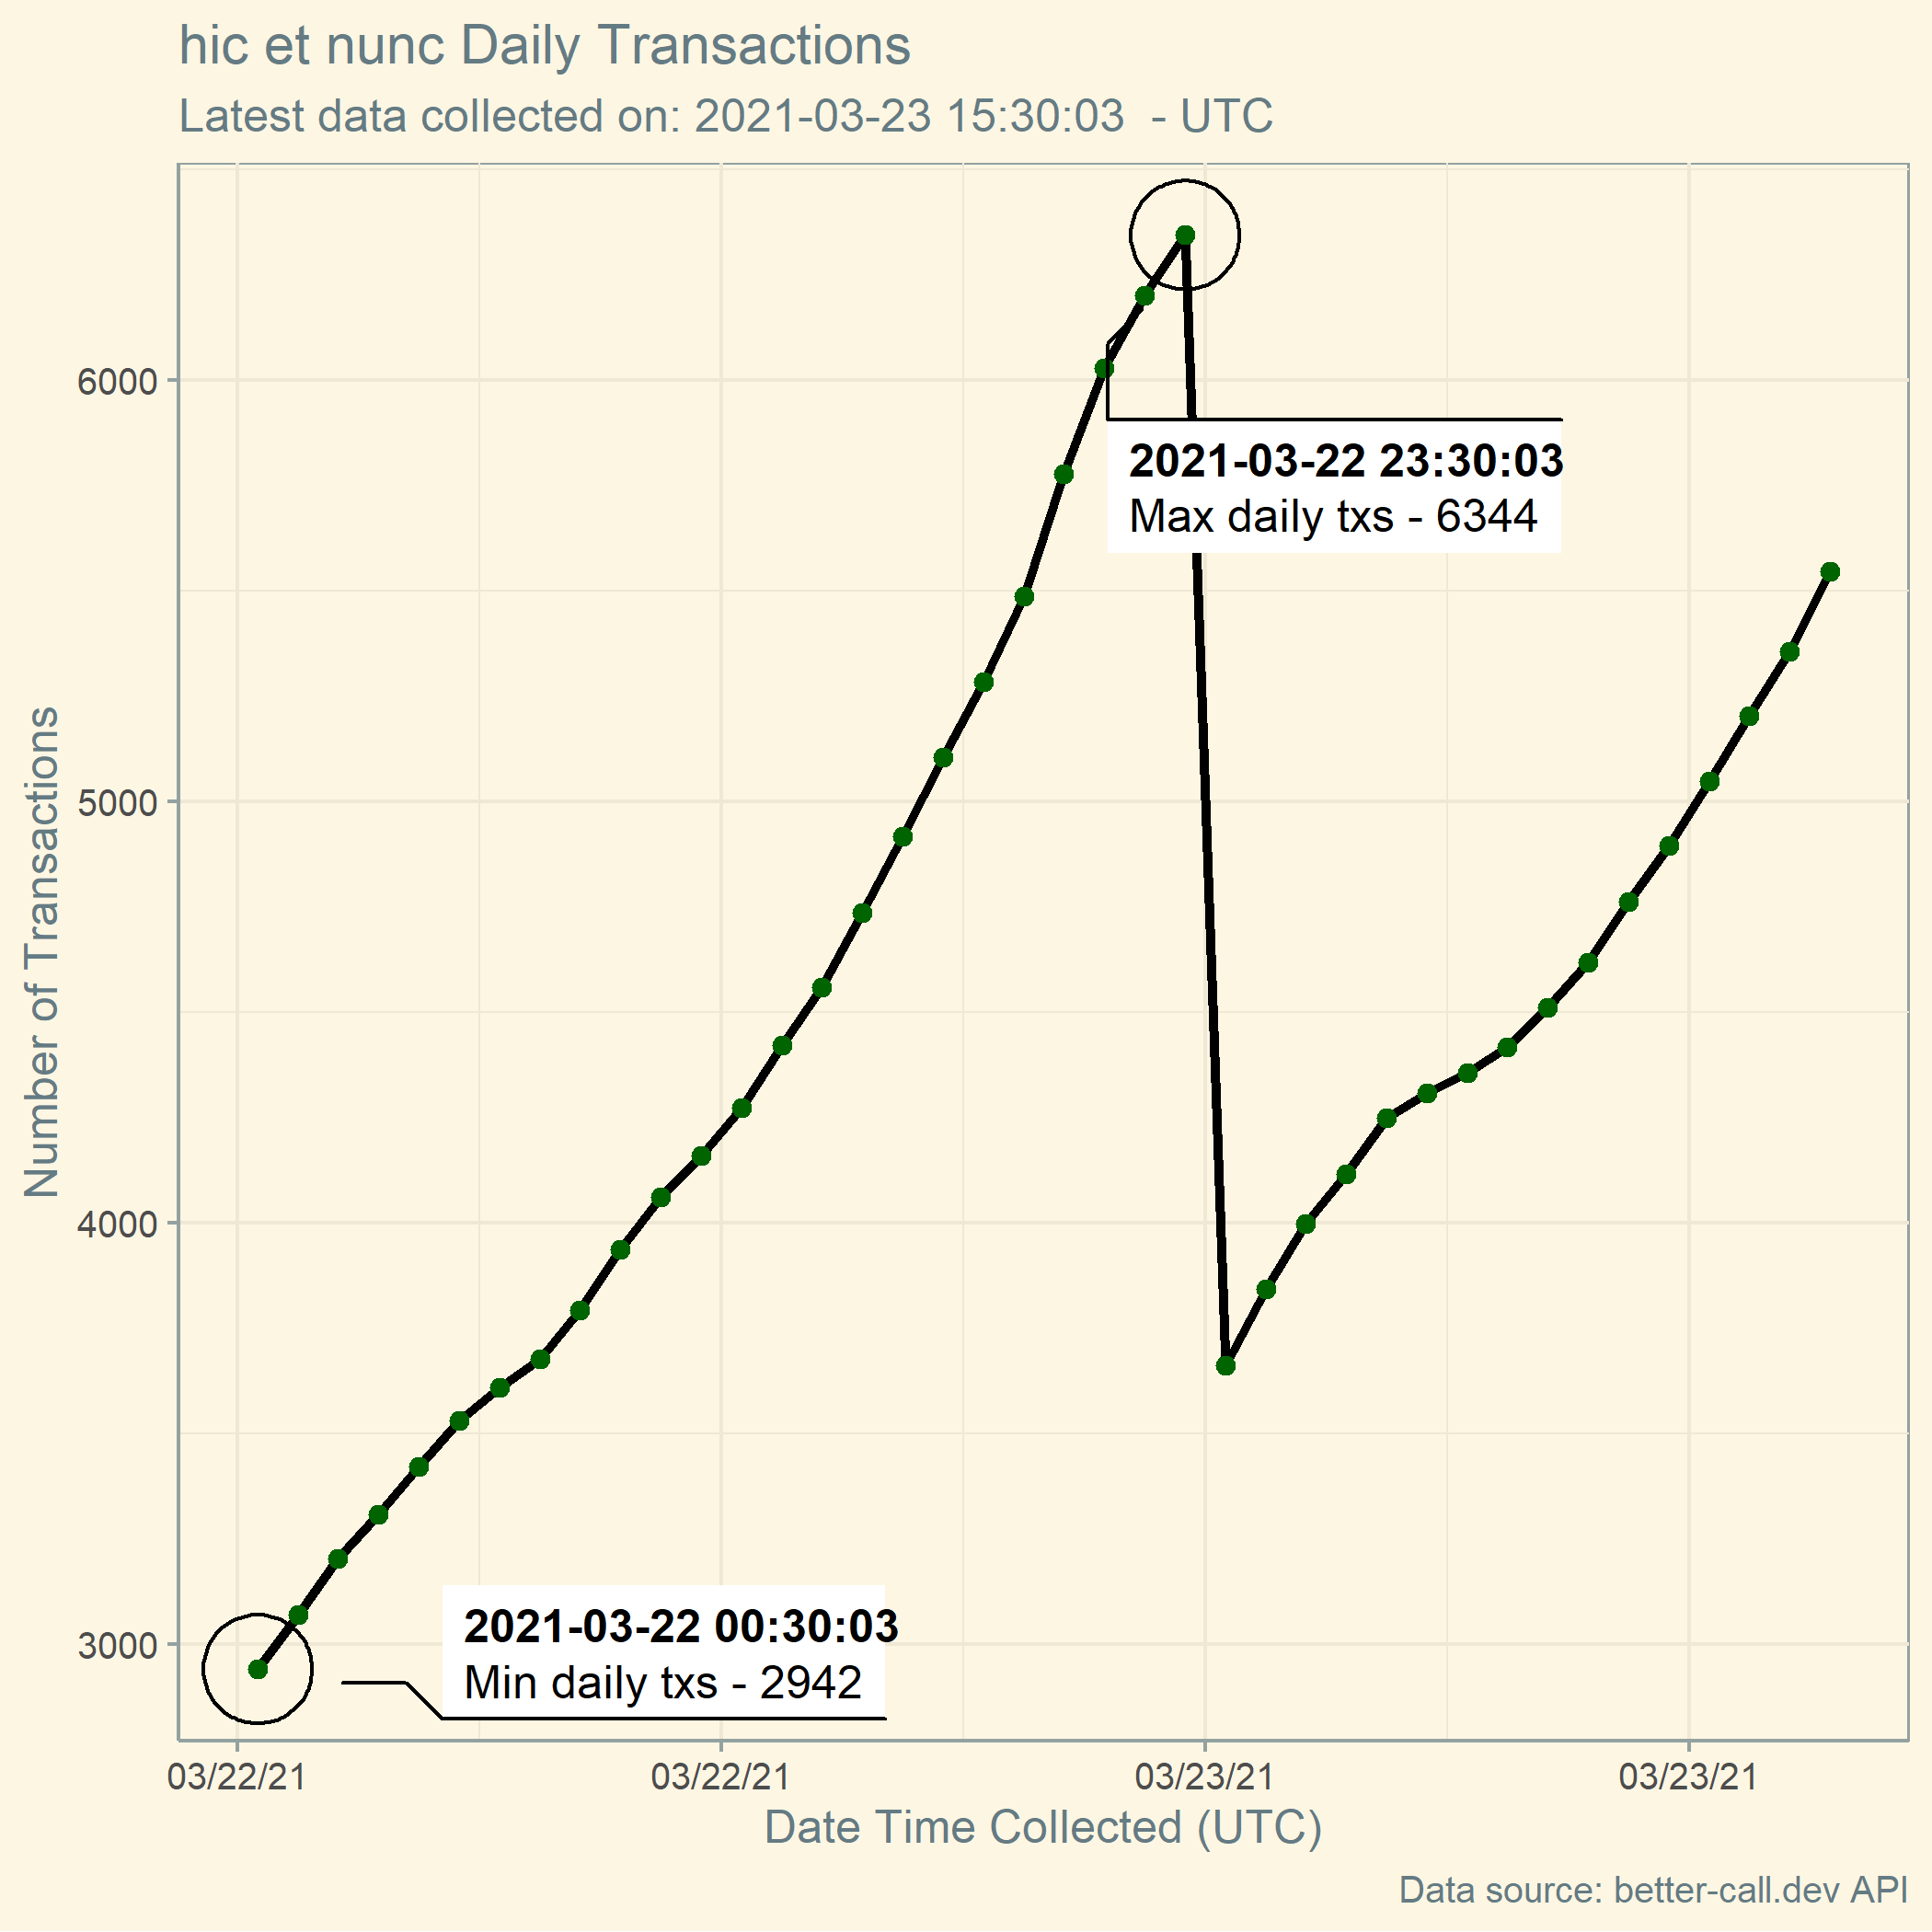 hic et nunc Daily Transactions
Latest data collected on: 2021-03-23 15:30:03  - UTC
Number of Transactions
6000
5000
4000
3000
2021-03-22 23:30:03
Max daily txs - 6344
2021-03-22 00:30:03
Min daily txs - 2942
03/22/21
03/22/21
03/23/21
03/23/21
Date Time Collected (UTC)
Data source: better-call.dev API